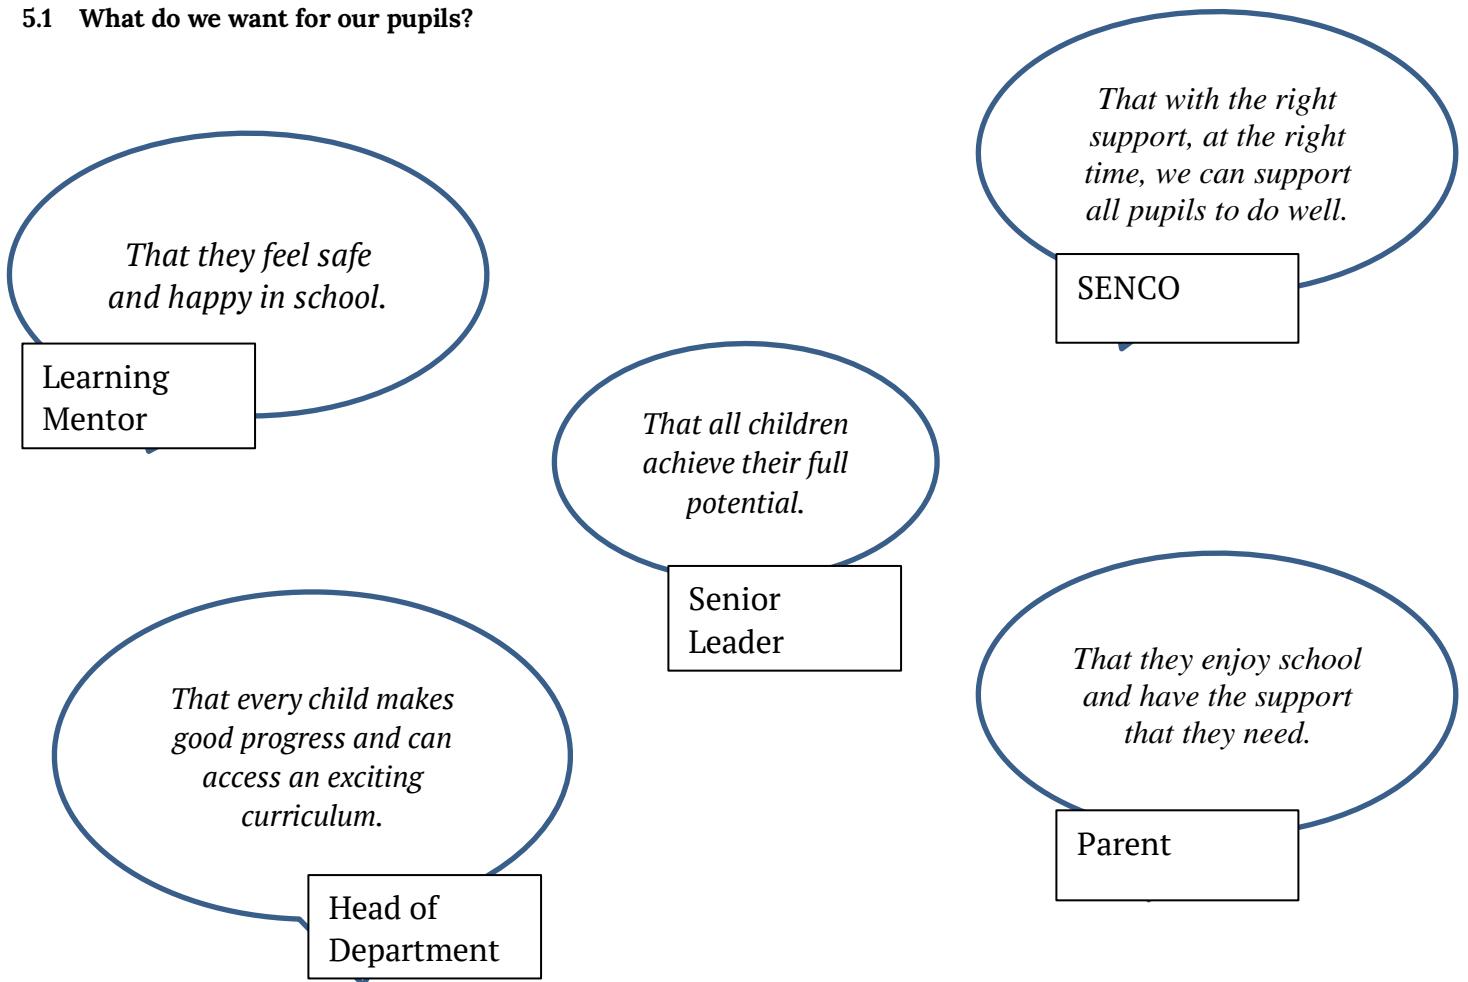 5.1 What do we want for our pupils?
That with the right
support, at the right
time, we can support
all pupils to do well.
SENCO
That they feel safe
and happy in school.
Learning
Mentor
That all children
achieve their full
potential.
Senior
Leader
That they enjoy school
and have the support
that they need.
Parent
That every child makes
good progress and can
access an exciting
curriculum.
Head of
Department